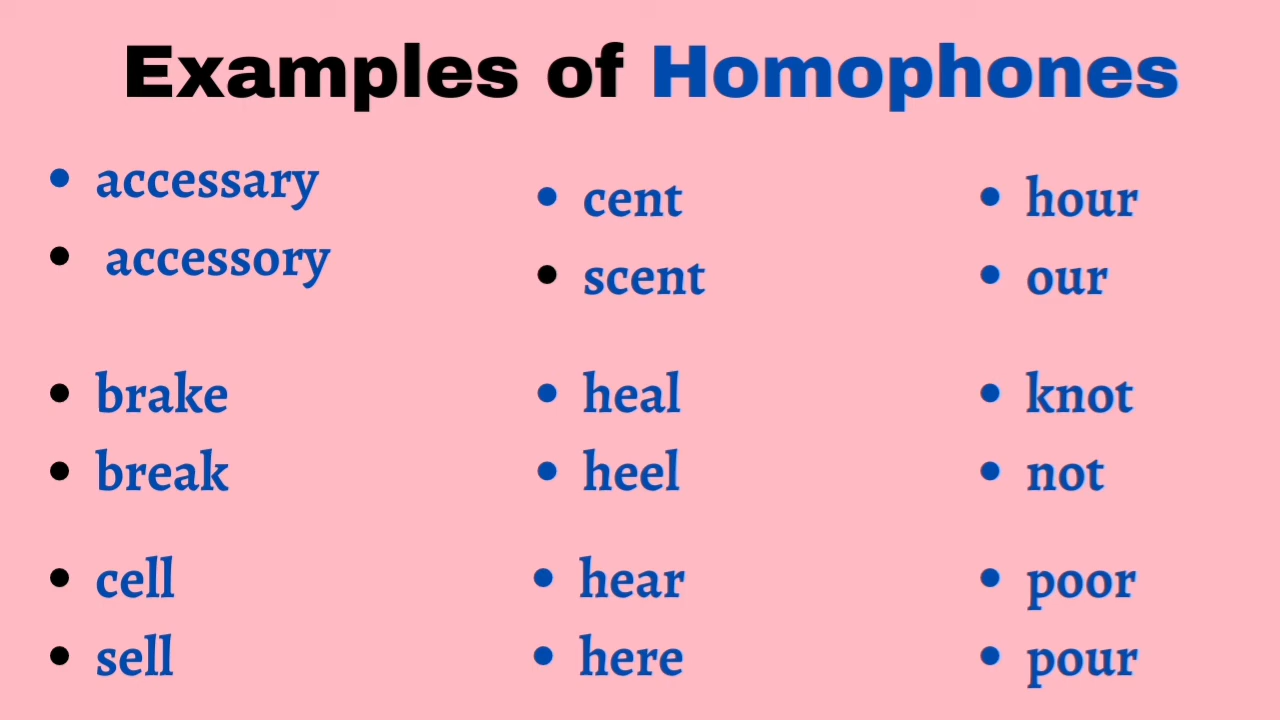 Examples of Homophones
• accessary
• accessory
• brake
• break
• cell
• sell
• cent
• scent
• heal
• heel
• hear
• here
• hour
• our
• knot
• not
• poor
• pour